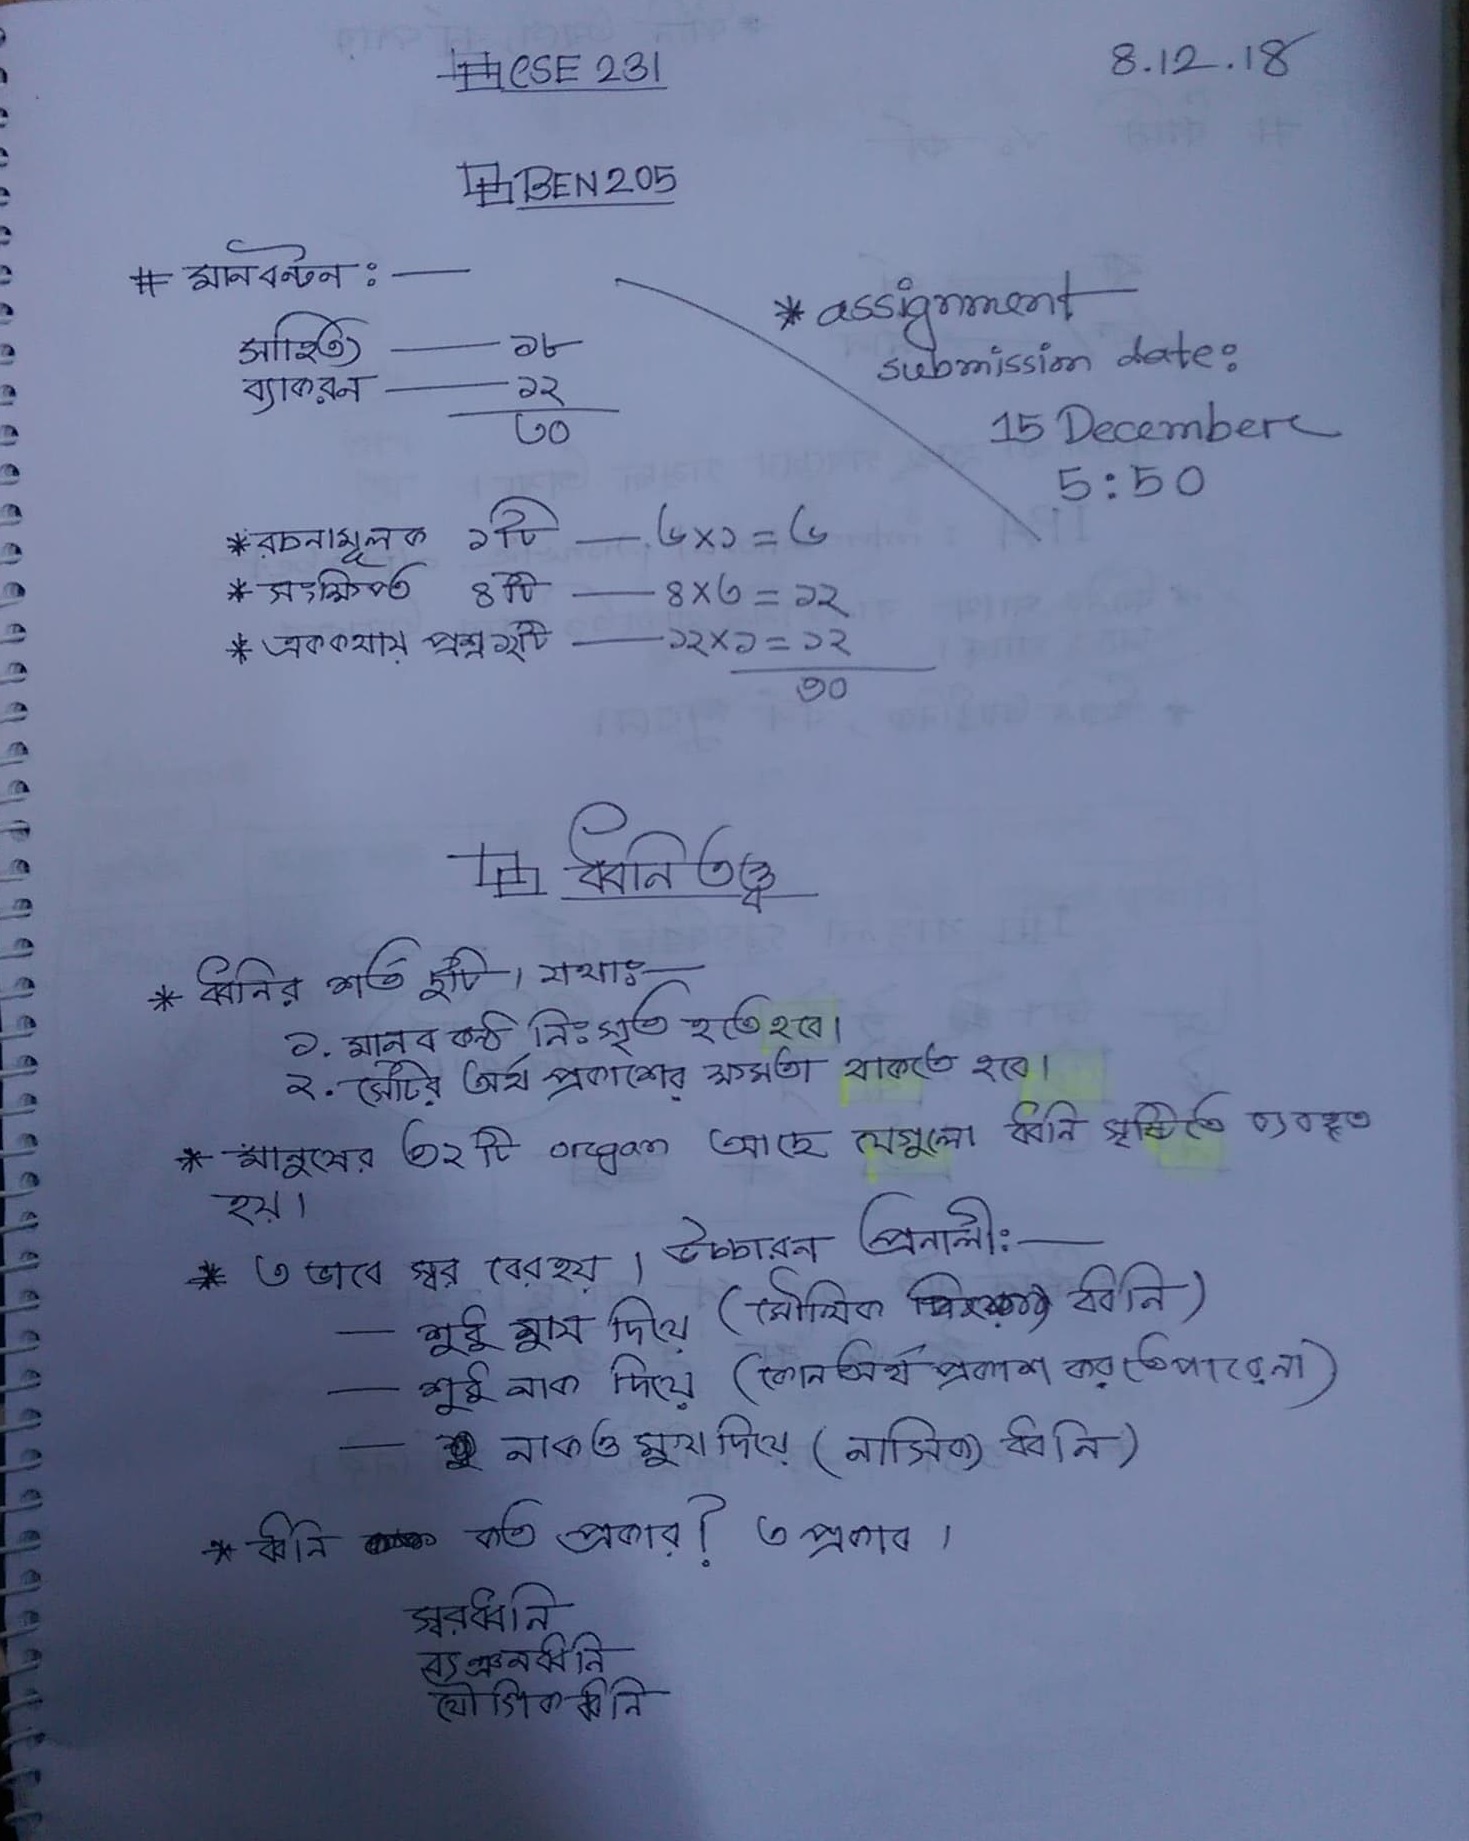 CSE 231
8.12.18
BEN 205
# মানবন্টন : —
সাহিত্য — ১৮
ব্যাকরন — ১২
৩০
* assignment
submission date:
15 December
5:50
* রচনামূলক ১টি — ৬×১ = ৬
* সংক্ষিপ্ত ৪টি — ৪×৩ = ১২
* এককথায় প্রশ্ন ১২টি — ১২×১ = ১২
৩০
ধ্বনি তত্ত্ব
* ধ্বনির শর্ত দুটি। যথাঃ—
১. মানব কন্ঠ নিঃসৃত হতে হবে।
২. সেটির অর্থ প্রকাশের ক্ষমতা থাকতে হবে।
* মানুষের ৩২ টি organ আছে যেগুলো ধ্বনি সৃষ্টিতে ব্যবহৃত
হয়।
* ৩ ভাবে স্বর বের হয়। উচ্চারন প্রনালী: —
— শুধু মুখ দিয়ে (মৌখিক ধ্বনি)
— শুধু নাক দিয়ে (কোন অর্থ প্রকাশ করতে পারে না)
— নাক ও মুখ দিয়ে (নাসিক্য ধ্বনি)
* ধ্বনি কত প্রকার? ৩ প্রকার।
স্বরধ্বনি
ব্যঞ্জনধ্বনি
যৌগিক ধ্বনি